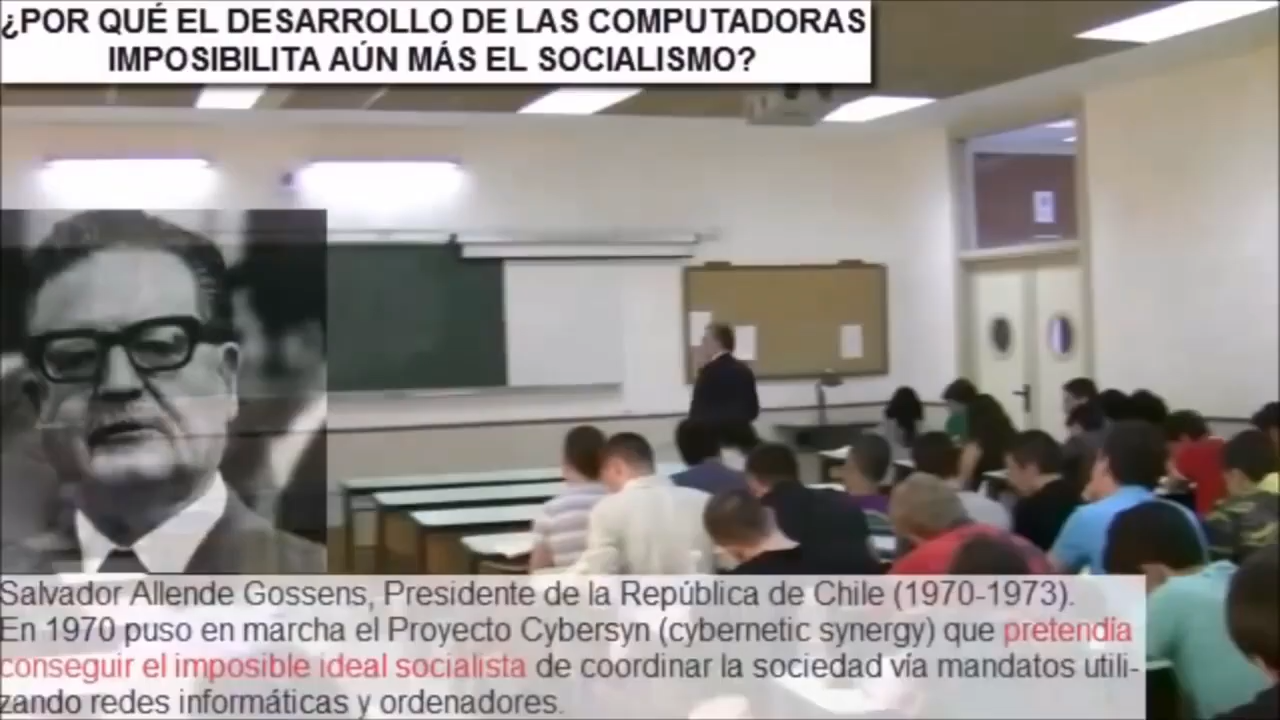 ¿POR QUÉ EL DESARROLLO DE LAS COMPUTADORAS
IMPOSIBILITA AÚN MÁS EL SOCIALISMO?
Salvador Allende Gossens, Presidente de la República de Chile (1970-1973).
En 1970 puso en marcha el Proyecto Cybersyn (cybernetic synergy) que pretendía
conseguir el imposible ideal socialista de coordinar la sociedad vía mandatos utili-
zando redes informáticas y ordenadores.